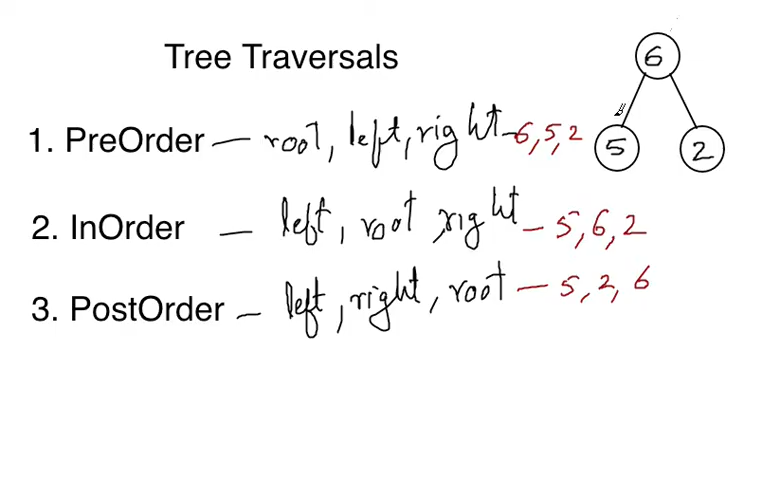 Tree Traversals
6
1. PreOrder — root, left, right - 6, 5, 2
5 2
2. InOrder — left, root, right - 5, 6, 2
3. PostOrder — left, right, root — 5, 2, 6